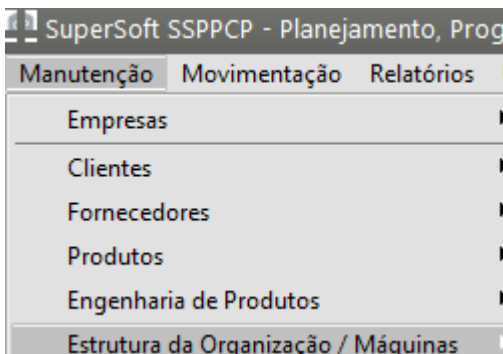 SuperSoft SSPPCP - Planejamento, Prog
Manutenção Movimentação Relatórios
Empresas
Clientes
Fornecedores
Produtos
Engenharia de Produtos
Estrutura da Organização / Máquinas